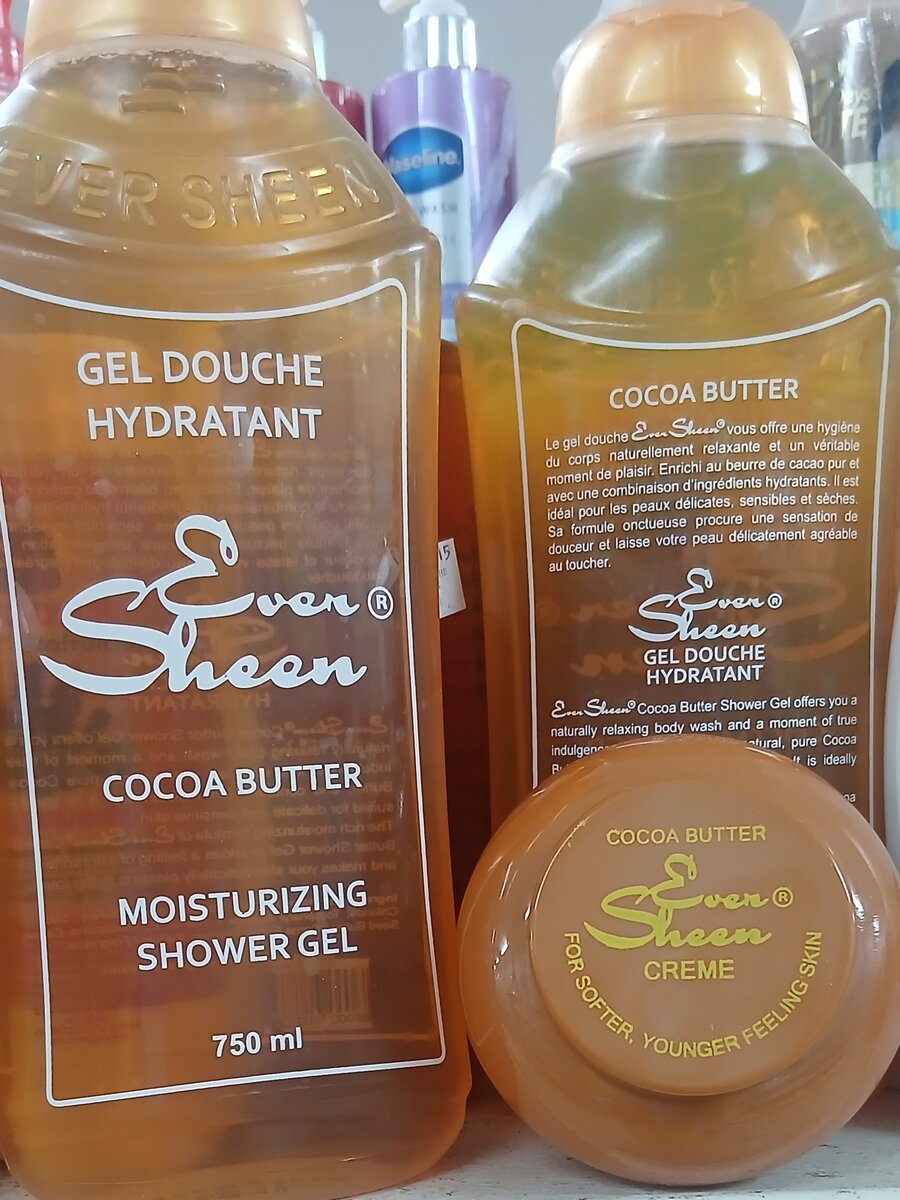 EVER SHEEN
GEL DOUCHE
HYDRATANT
Ever
Sheen®
COCOA BUTTER
MOISTURIZING
SHOWER GEL
750 ml
Vaseline
COCOA BUTTER
Le gel douche Ever Sheen® vous offre une hygiène
du corps naturellement relaxante et un véritable
moment de plaisir. Enrichi au beurre de cacao pur et
avec une combinaison d'ingrédients hydratants. Il est
idéal pour les peaux délicates, sensibles et sèches.
Sa formule onctueuse procure une sensation de
douceur et laisse votre peau délicatement agréable
au toucher.
Ever®
Sheen
GEL DOUCHE
HYDRATANT
Ever Sheen® Cocoa Butter Shower Gel offers you a
naturally relaxing body wash and a moment of true
pure Cocoa
is ideally
COCOA BUTTER
Ever®
Sheen
CREME
FOR SOFTER, YOUNGER FEELING SKIN